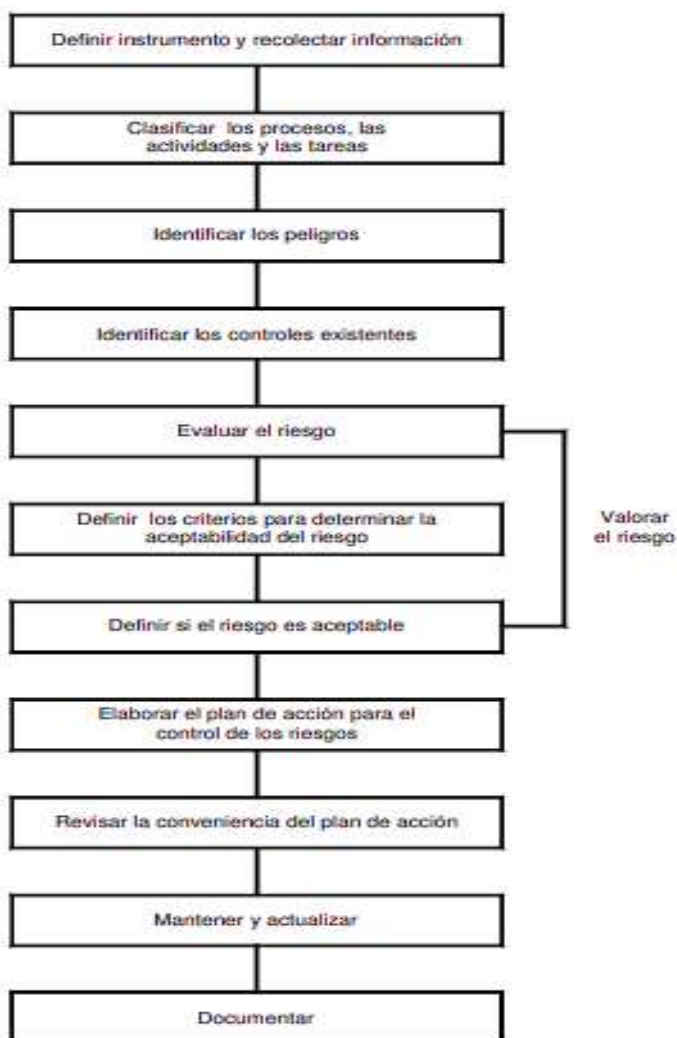 Definir instrumento y recolectar información
Clasificar los procesos, las
actividades y las tareas
Identificar los peligros
Identificar los controles existentes
Evaluar el riesgo
Definir los criterios para determinar la
aceptabilidad del riesgo
Valorar
el riesgo
Definir si el riesgo es aceptable
Elaborar el plan de acción para el
control de los riesgos
Revisar la conveniencia del plan de acción
Mantener y actualizar
Documentar